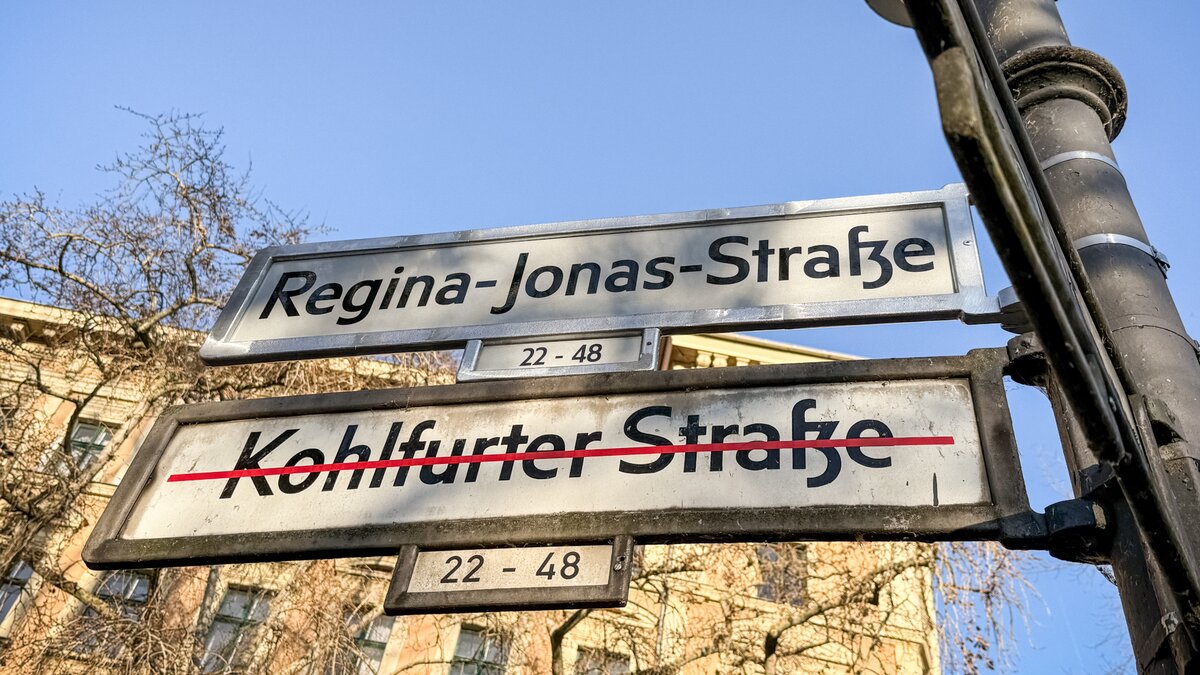 Regina-Jonas-Straße
22 - 48
Kohlfurter Straße
22 - 48